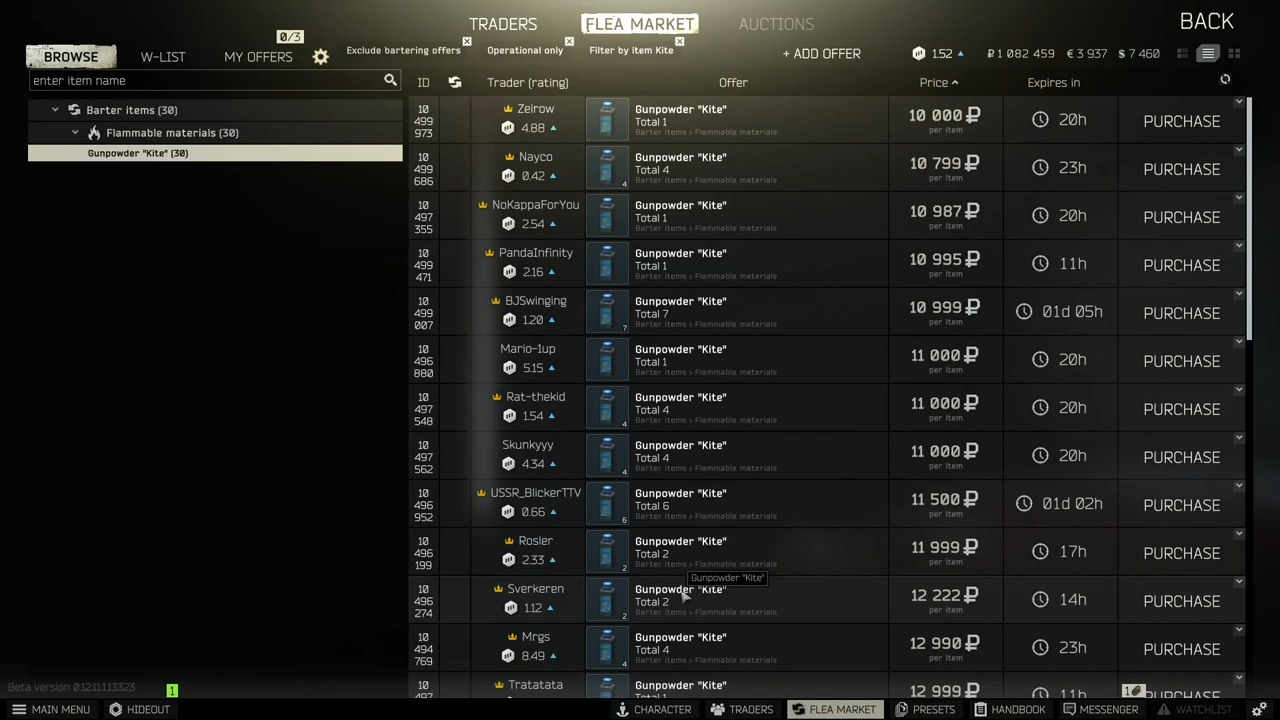 TRADERS FLEA MARKET AUCTIONS BACK
0/3
BROWSE W-LIST MY OFFERS Exclude bartering offers Operational only Filter by item Kite + ADD OFFER 1.52 ₽ 1 082 459 € 3 937 $ 7 460
enter item name
ID Trader (rating) Offer Price Expires in
Barter items (30)
Flammable materials (30)
Gunpowder "Kite" (30)
10 499 973 Zeirow 4.88 Gunpowder "Kite" Total 1 10 000 ₽ per item 20h PURCHASE
10 499 686 Nayco 0.42 4 Gunpowder "Kite" Total 4 Barter items › Flammable materials 10 799 ₽ per item 23h PURCHASE
10 497 355 NoKappaForYou 2.54 Gunpowder "Kite" Total 1 Barter items › Flammable materials 10 987 ₽ per item 20h PURCHASE
10 499 471 PandaInfinity 2.16 Gunpowder "Kite" Total 1 Barter items › Flammable materials 10 995 ₽ per item 11h PURCHASE
10 499 007 BJSwinging 1.20 7 Gunpowder "Kite" Total 7 Barter items › Flammable materials 10 999 ₽ per item 01d 05h PURCHASE
10 496 880 Mario-1up 5.15 Gunpowder "Kite" Total 1 Barter items › Flammable materials 11 000 ₽ per item 20h PURCHASE
10 497 548 Rat-thekid 1.54 4 Gunpowder "Kite" Total 4 Barter items › Flammable materials 11 000 ₽ per item 20h PURCHASE
10 497 562 Skunkyyy 4.34 4 Gunpowder "Kite" Total 4 Barter items › Flammable materials 11 000 ₽ per item 20h PURCHASE
10 496 952 USSR_BlickerTTV 0.66 6 Gunpowder "Kite" Total 6 Barter items › Flammable materials 11 500 ₽ per item 01d 02h PURCHASE
10 496 199 Rosler 2.33 2 Gunpowder "Kite" Total 2 Barter items › Flammable materials 11 999 ₽ per item 17h PURCHASE
Gunpowder "Kite"
10 496 274 Sverkeren 1.12 2 Gunpowder "Kite" Total 2 Barter items › Flammable materials 12 222 ₽ per item 14h PURCHASE
10 494 769 Mrgs 8.49 4 Gunpowder "Kite" Total 4 Barter items › Flammable materials 12 990 ₽ per item 23h PURCHASE
10 497 Tratatata Gunpowder "Kite" Total 1 12 999 ₽ 11h PURCHASE
Beta version 0.12.11.1.13323 1
MAIN MENU HIDEOUT CHARACTER TRADERS FLEA MARKET PRESETS HANDBOOK 1 MESSENGER WATCHLIST